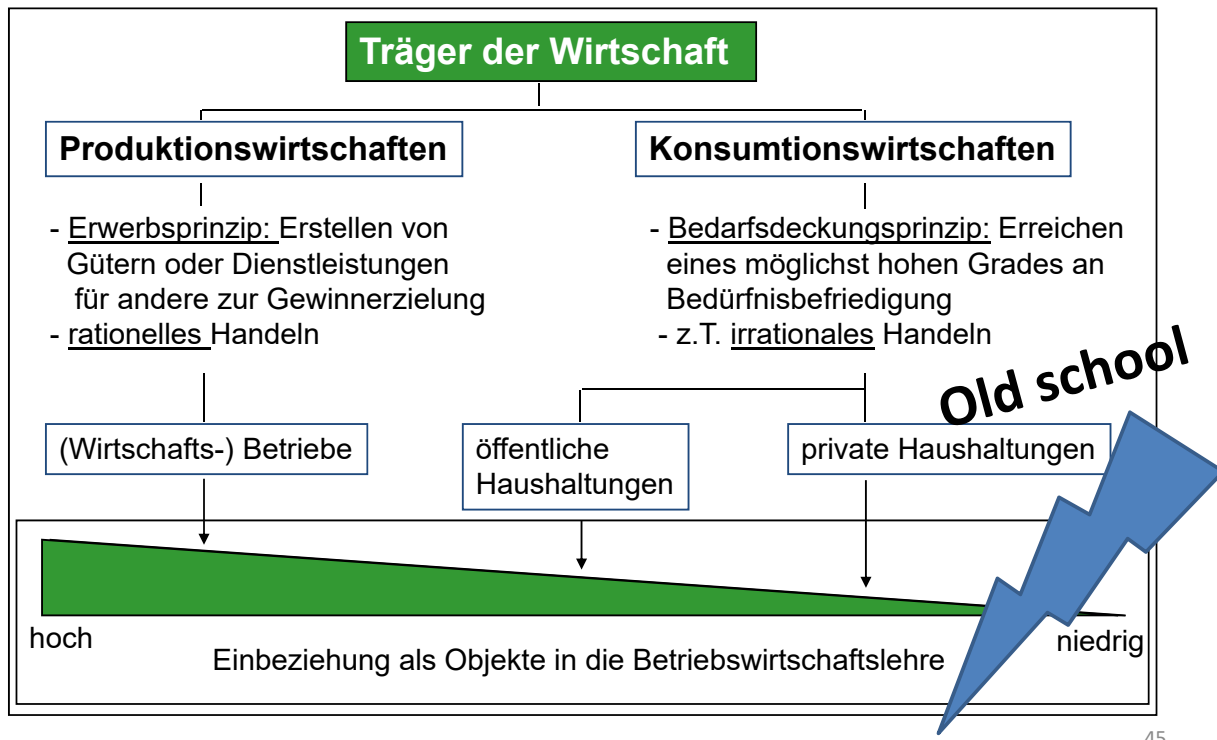 Träger der Wirtschaft
Produktionswirtschaften
- Erwerbsprinzip: Erstellen von
Gütern oder Dienstleistungen
für andere zur Gewinnerzielung
- rationelles Handeln
Konsumtionswirtschaften
- Bedarfsdeckungsprinzip: Erreichen
eines möglichst hohen Grades an
Bedürfnisbefriedigung
- z.T. irrationales Handeln
Old school
(Wirtschafts-) Betriebe
öffentliche
Haushaltungen
private Haushaltungen
hoch
niedrig
Einbeziehung als Objekte in die Betriebswirtschaftslehre
45